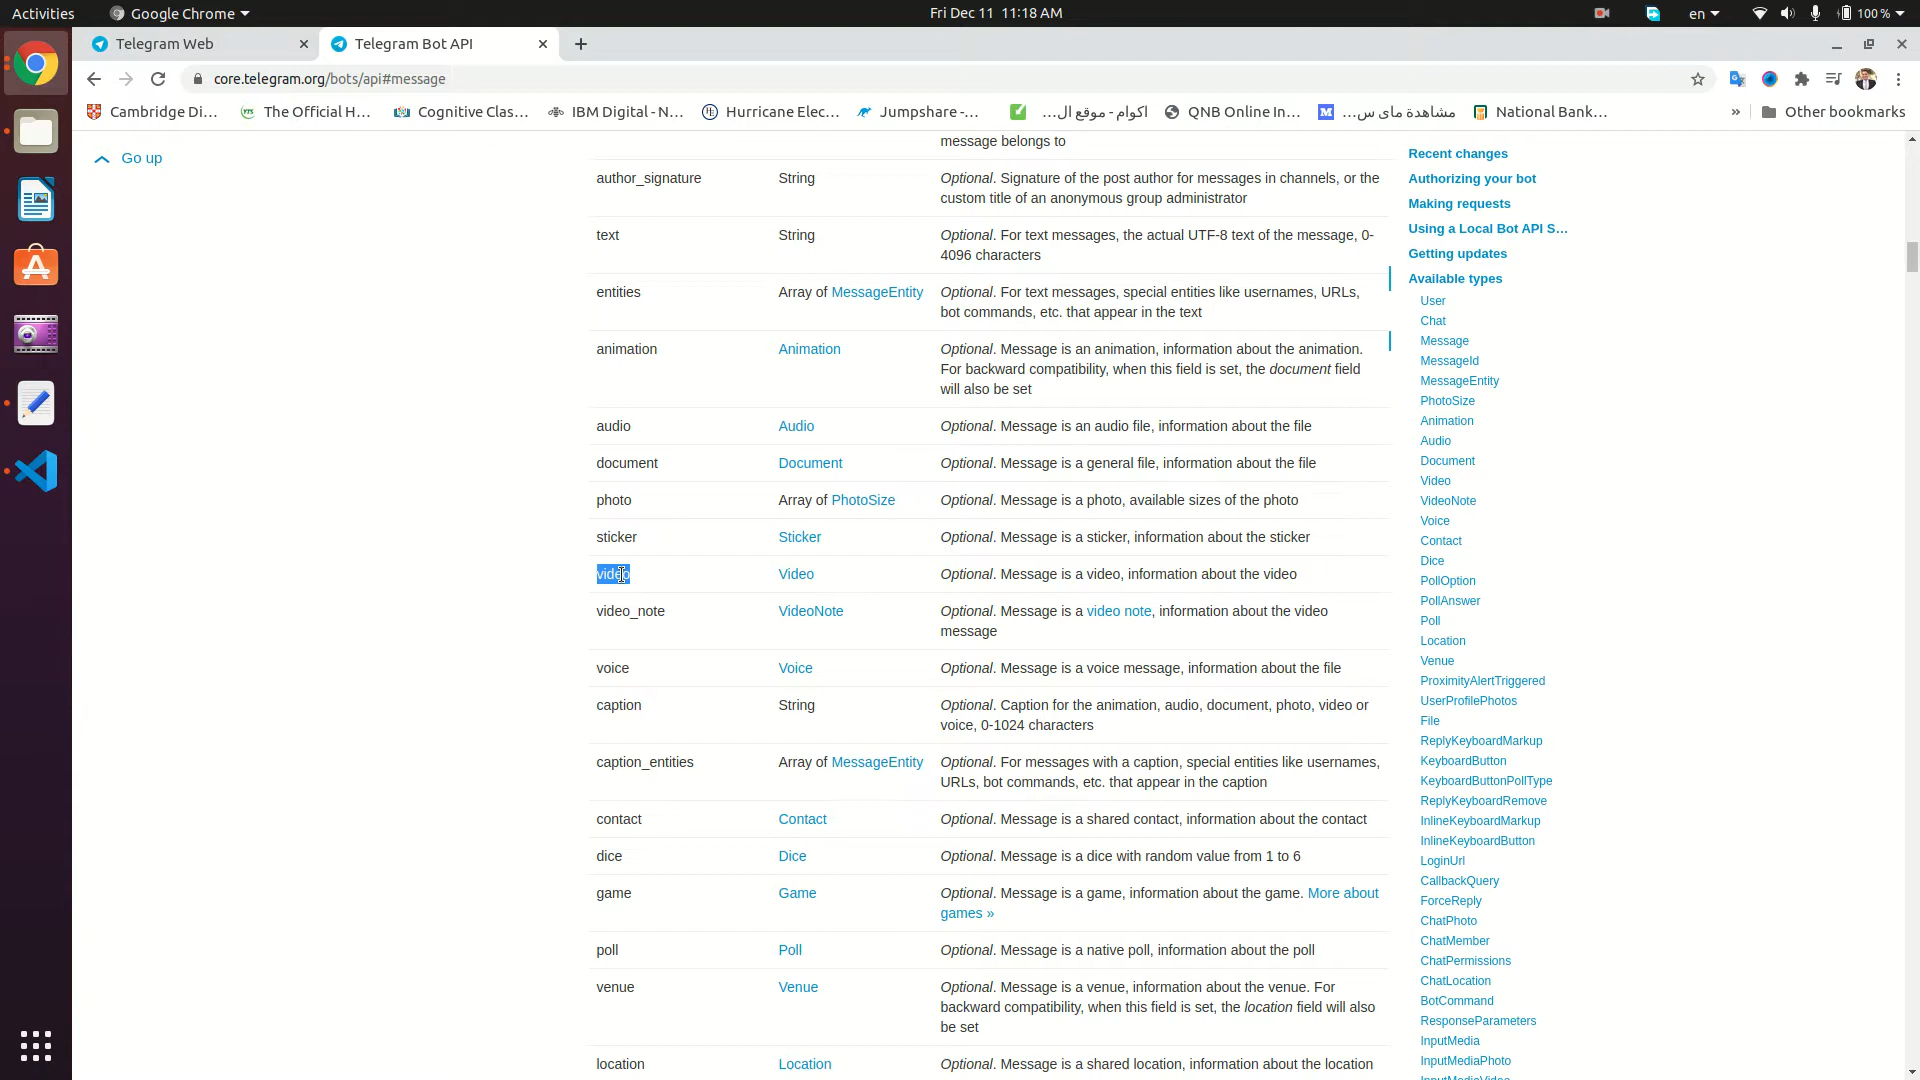 Activities
Google Chrome
Fri Dec 11 11:18 AM
en
100 %
Telegram Web
Telegram Bot API
core.telegram.org/bots/api#message
Cambridge Di...
The Official H...
Cognitive Clas...
IBM Digital - N...
Hurricane Elec...
Jumpshare -...
اكوام - موقع ال...
QNB Online In...
مشاهدة ماى س...
National Bank...
»
Other bookmarks
Go up
message belongs to
author_signature String Optional. Signature of the post author for messages in channels, or the
custom title of an anonymous group administrator
text String Optional. For text messages, the actual UTF-8 text of the message, 0-
4096 characters
entities Array of MessageEntity Optional. For text messages, special entities like usernames, URLs,
bot commands, etc. that appear in the text
animation Animation Optional. Message is an animation, information about the animation.
For backward compatibility, when this field is set, the document field
will also be set
audio Audio Optional. Message is an audio file, information about the file
document Document Optional. Message is a general file, information about the file
photo Array of PhotoSize Optional. Message is a photo, available sizes of the photo
sticker Sticker Optional. Message is a sticker, information about the sticker
video Video Optional. Message is a video, information about the video
video_note VideoNote Optional. Message is a video note, information about the video
message
voice Voice Optional. Message is a voice message, information about the file
caption String Optional. Caption for the animation, audio, document, photo, video or
voice, 0-1024 characters
caption_entities Array of MessageEntity Optional. For messages with a caption, special entities like usernames,
URLs, bot commands, etc. that appear in the caption
contact Contact Optional. Message is a shared contact, information about the contact
dice Dice Optional. Message is a dice with random value from 1 to 6
game Game Optional. Message is a game, information about the game. More about
games »
poll Poll Optional. Message is a native poll, information about the poll
venue Venue Optional. Message is a venue, information about the venue. For
backward compatibility, when this field is set, the location field will also
be set
location Location Optional. Message is a shared location, information about the location
Recent changes
Authorizing your bot
Making requests
Using a Local Bot API S...
Getting updates
Available types
User
Chat
Message
MessageId
MessageEntity
PhotoSize
Animation
Audio
Document
Video
VideoNote
Voice
Contact
Dice
PollOption
PollAnswer
Poll
Location
Venue
ProximityAlertTriggered
UserProfilePhotos
File
ReplyKeyboardMarkup
KeyboardButton
KeyboardButtonPollType
ReplyKeyboardRemove
InlineKeyboardMarkup
InlineKeyboardButton
LoginUrl
CallbackQuery
ForceReply
ChatPhoto
ChatMember
ChatPermissions
ChatLocation
BotCommand
ResponseParameters
InputMedia
InputMediaPhoto
InputMediaVideo